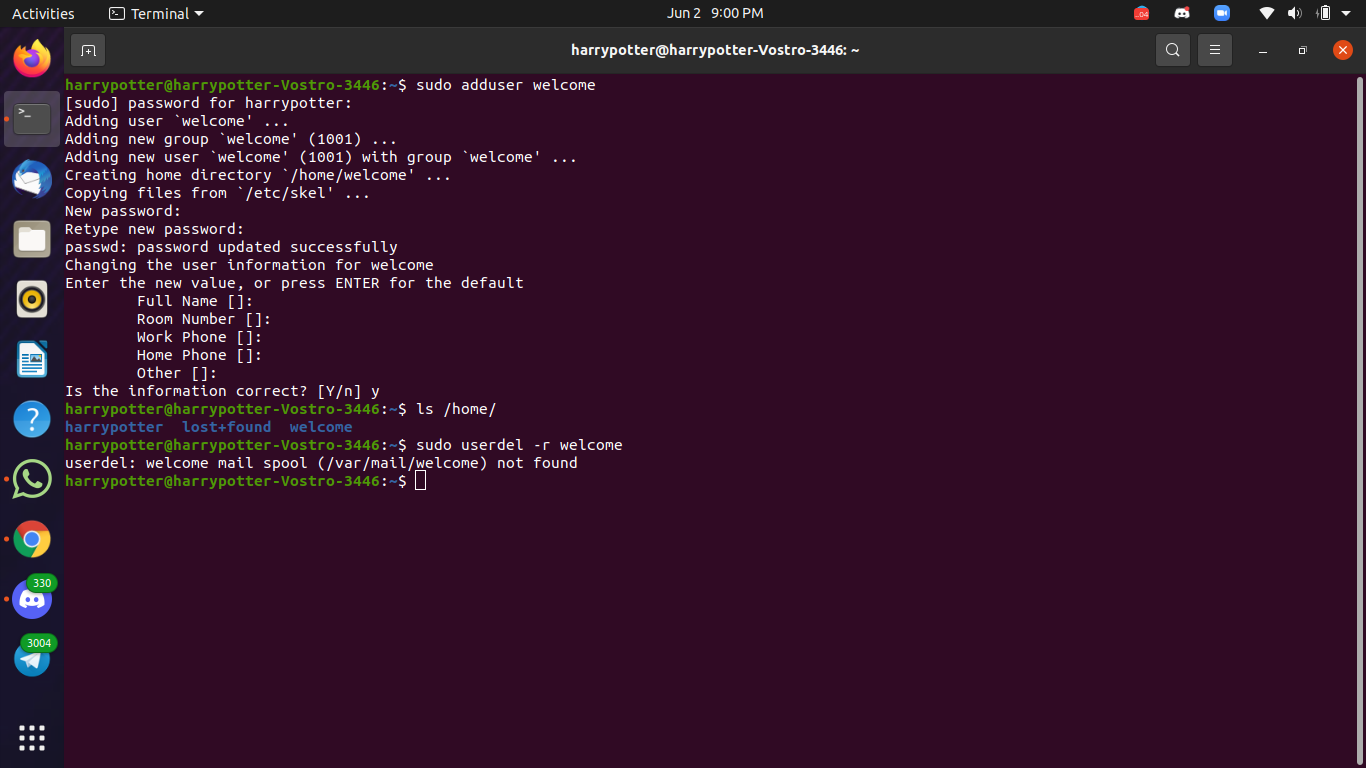 Activities
Terminal
Jun 2 9:00 PM
harrypotter@harrypotter-Vostro-3446: ~
harrypotter@harrypotter-Vostro-3446:~$ sudo adduser welcome
[sudo] password for harrypotter:
Adding user `welcome' ...
Adding new group `welcome' (1001) ...
Adding new user `welcome' (1001) with group `welcome' ...
Creating home directory `/home/welcome' ...
Copying files from `/etc/skel' ...
New password:
Retype new password:
passwd: password updated successfully
Changing the user information for welcome
Enter the new value, or press ENTER for the default
Full Name []:
Room Number []:
Work Phone []:
Home Phone []:
Other []:
Is the information correct? [Y/n] y
harrypotter@harrypotter-Vostro-3446:~$ ls /home/
harrypotter lost+found welcome
harrypotter@harrypotter-Vostro-3446:~$ sudo userdel -r welcome
userdel: welcome mail spool (/var/mail/welcome) not found
harrypotter@harrypotter-Vostro-3446:~$
330
3004